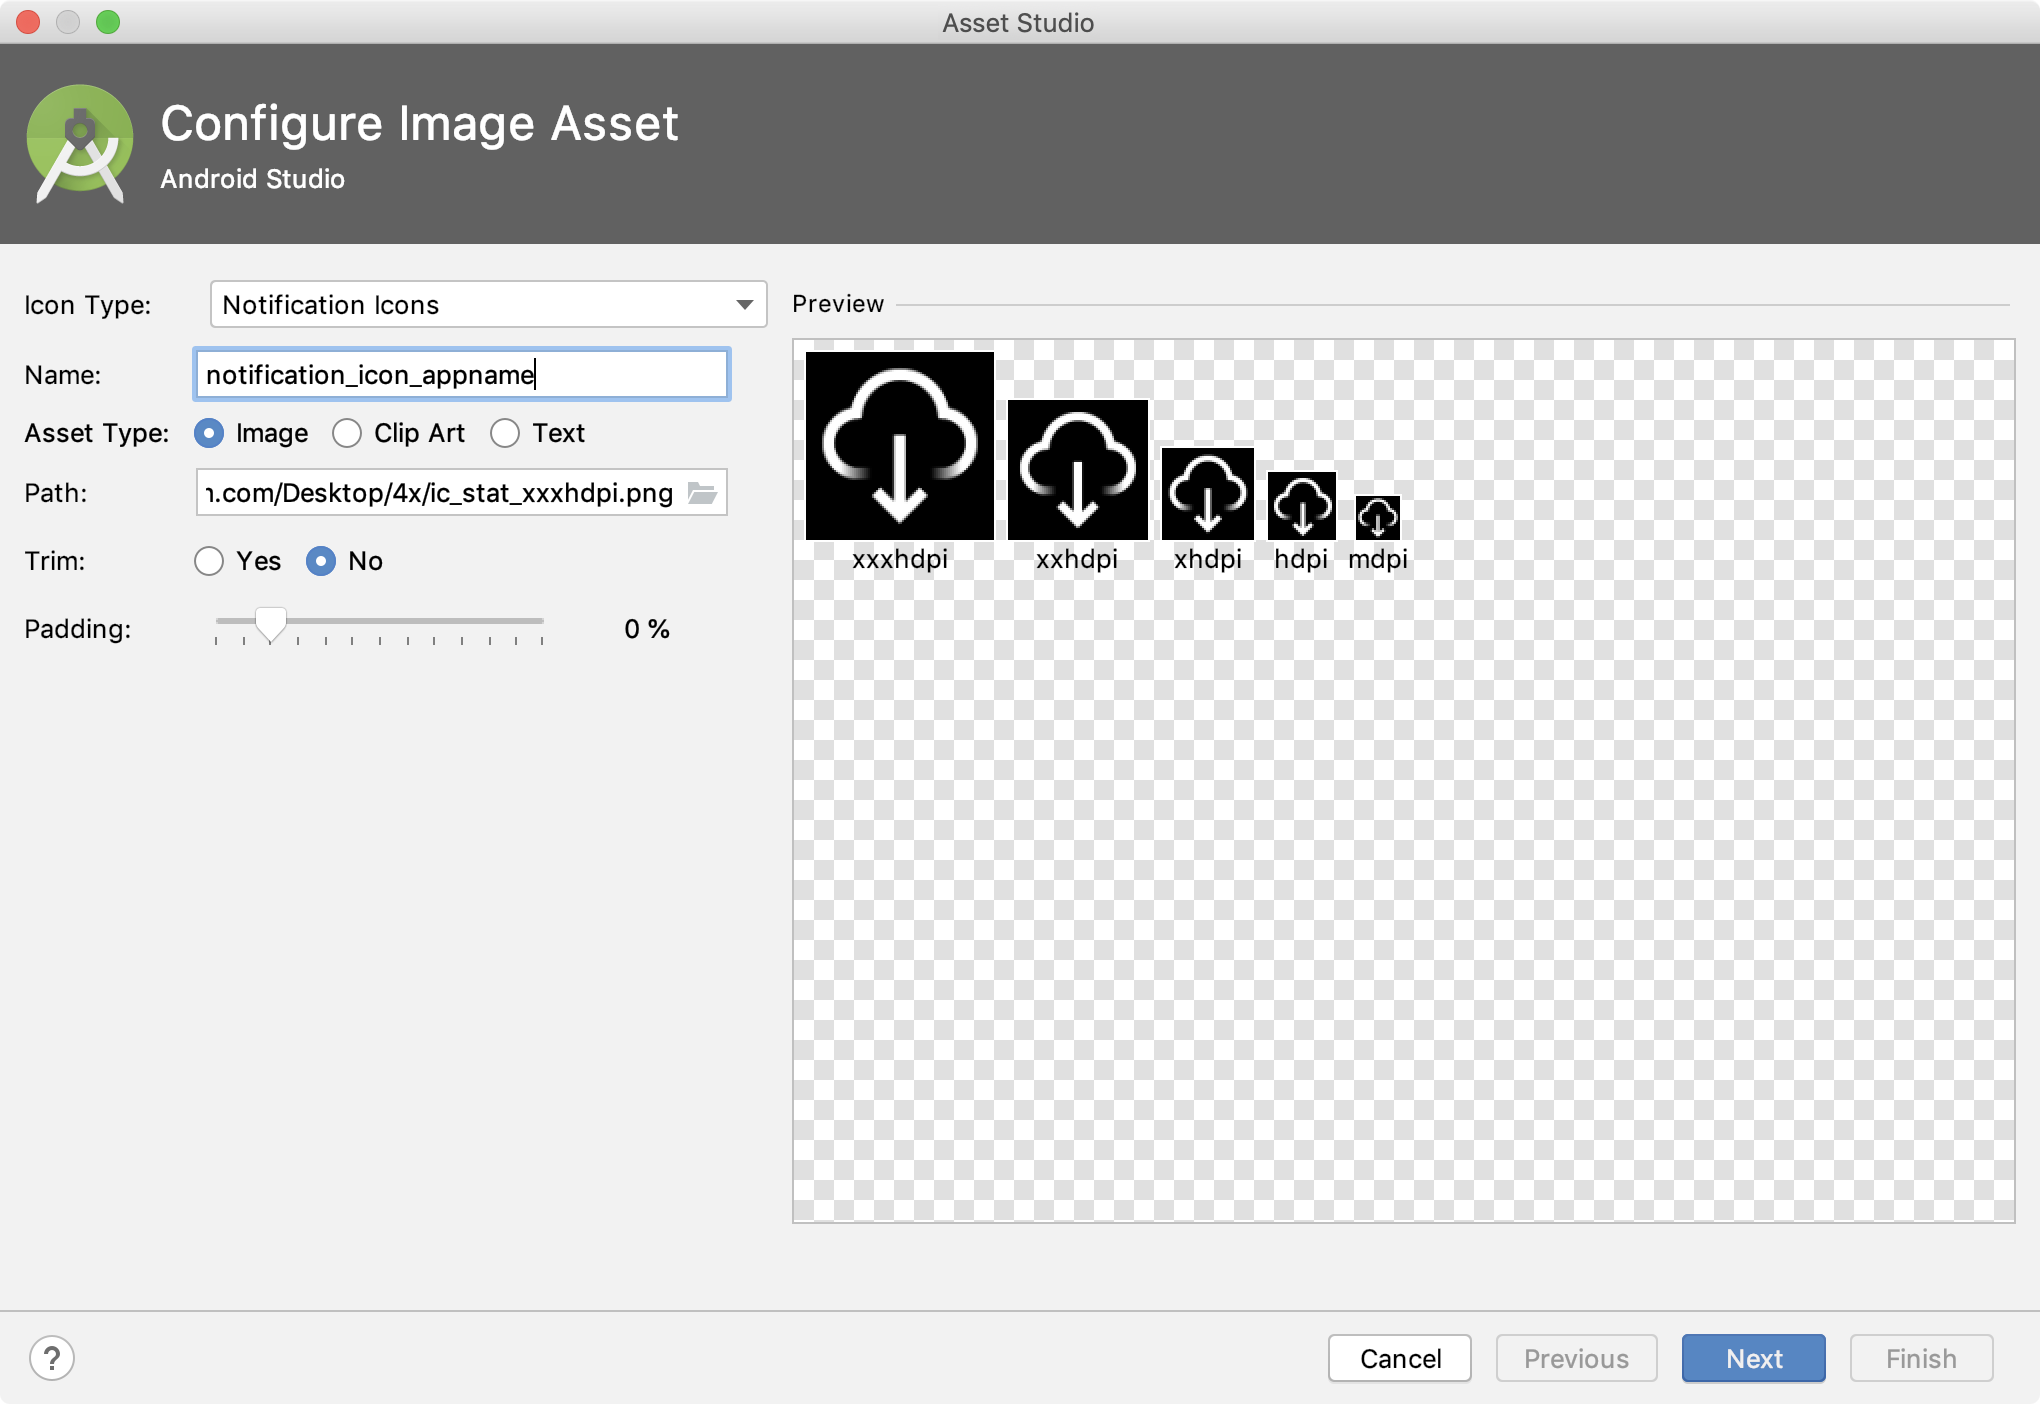 Asset Studio
Configure Image Asset
Android Studio
Icon Type: Notification Icons
Name: notification_icon_appname
Asset Type: Image Clip Art Text
Path: .com/Desktop/4x/ic_stat_xxxhdpi.png
Trim: Yes No
Padding: 0 %
Preview
xxxhdpi xxhdpi xhdpi hdpi mdpi
? Cancel Previous Next Finish